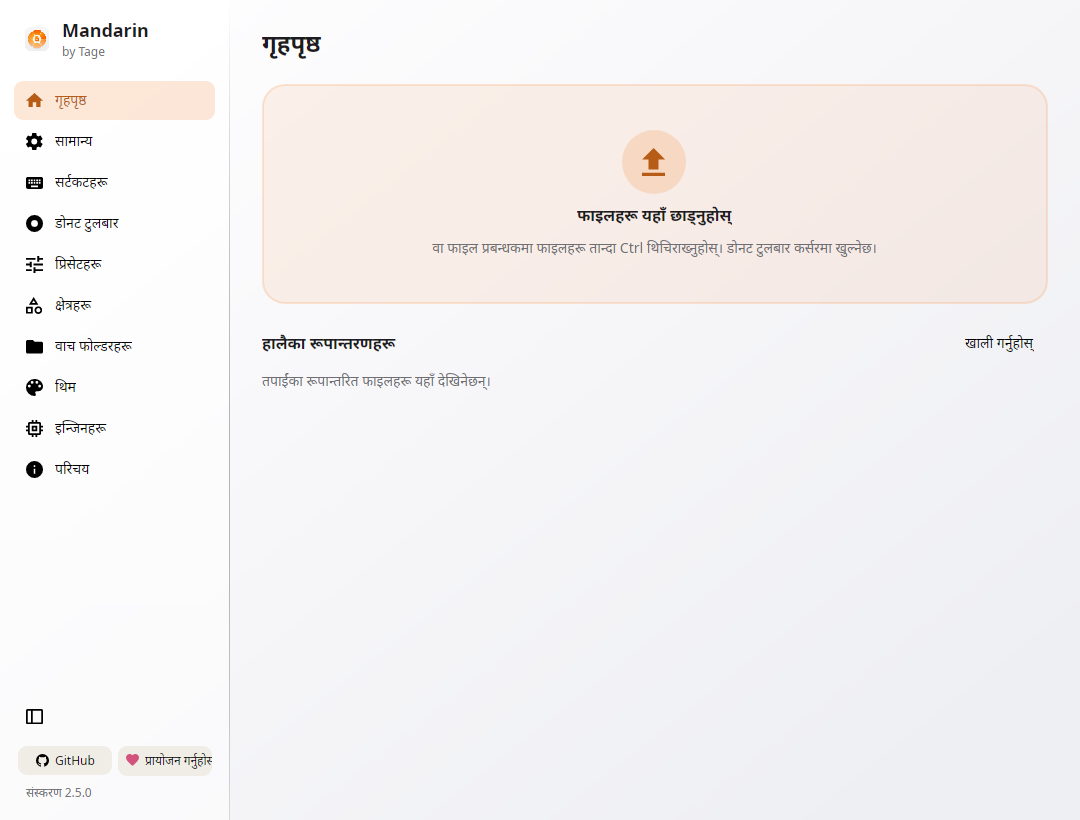 Mandarin
by Tage
गृहपृष्ठ
सामान्य
सर्टकटहरू
डोनट टुलबार
प्रिसेटहरू
क्षेत्रहरू
वाच फोल्डरहरू
थिम
इन्जिनहरू
परिचय
GitHub
प्रायोजन गर्नुहोस
संस्करण 2.5.0
गृहपृष्ठ
फाइलहरू यहाँ छाड्नुहोस्
वा फाइल प्रबन्धकमा फाइलहरू तान्दा Ctrl थिचिराख्नुहोस्। डोनट टुलबार कर्सरमा खुल्नेछ।
हालैका रूपान्तरणहरू
खाली गर्नुहोस्
तपाईंका रूपान्तरित फाइलहरू यहाँ देखिनेछन्।